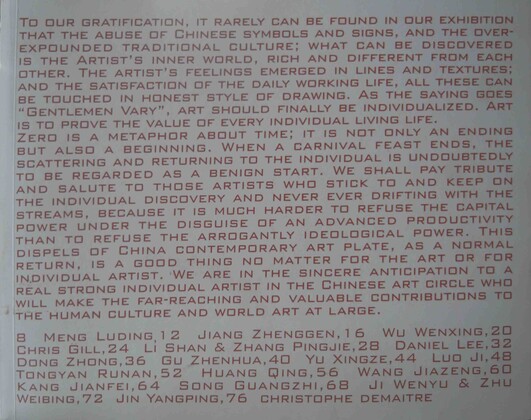 To our gratification, it rarely can be found in our exhibition
that the abuse of Chinese symbols and signs, and the over-
expounded traditional culture; what can be discovered
is the Artist's inner world, rich and different from each
other. The artist's feelings emerged in lines and textures;
and the satisfaction of the daily working life, all these can
be touched in honest style of drawing. As the saying goes
"Gentlemen Vary", art should finally be individualized. Art
is to prove the value of every individual living life.
Zero is a metaphor about time; it is not only an ending
but also a beginning. When a carnival feast ends, the
scattering and returning to the individual is undoubtedly
to be regarded as a benign start. We shall pay tribute
and salute to those artists who stick to and keep on
the individual discovery and never ever drifting with the
streams, because it is much harder to refuse the capital
power under the disguise of an advanced productivity
than to refuse the arrogantly ideological power. This
dispels of China contemporary art plate, as a normal
return, is a good thing no matter for the art or for
individual artist. We are in the sincere anticipation to a
real strong individual artist in the Chinese art circle who
will make the far-reaching and valuable contributions to
the human culture and world art at large.
8 Meng Luding,12 Jiang Zhenggen,16 Wu Wenxing,20
Chris Gill,24 Li Shan & Zhang Pingjie,28 Daniel Lee,32
Dong Zhong,36 Gu Zhenhua,40 Yu Xingze,44 Luo Ji,48
Tongyan Runan,52 Huang Qing,56 Wang Jiazeng,60
Kang Jianfei,64 Song Guangzhi,68 Ji Wenyu & Zhu
Weibing,72 Jin Yangping,76 christophe demaitre